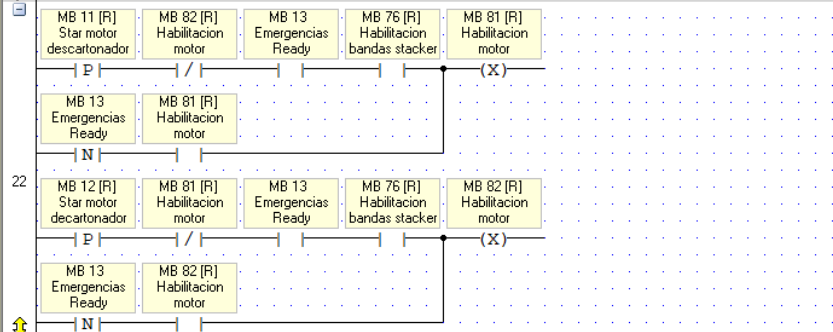 MB 11 [R] MB 82 [R] MB 13 MB 76 [R] MB 81 [R]
Star motor Habilitacion Emergencias Habilitacion Habilitacion
descartonador motor Ready bandas stacker motor
P / (X)
MB 13 MB 81 [R]
Emergencias Habilitacion
Ready motor
N
22
MB 12 [R] MB 81 [R] MB 13 MB 76 [R] MB 82 [R]
Star motor Habilitacion Emergencias Habilitacion Habilitacion
decartonador motor Ready bandas stacker motor
P / (X)
MB 13 MB 82 [R]
Emergencias Habilitacion
Ready motor
N